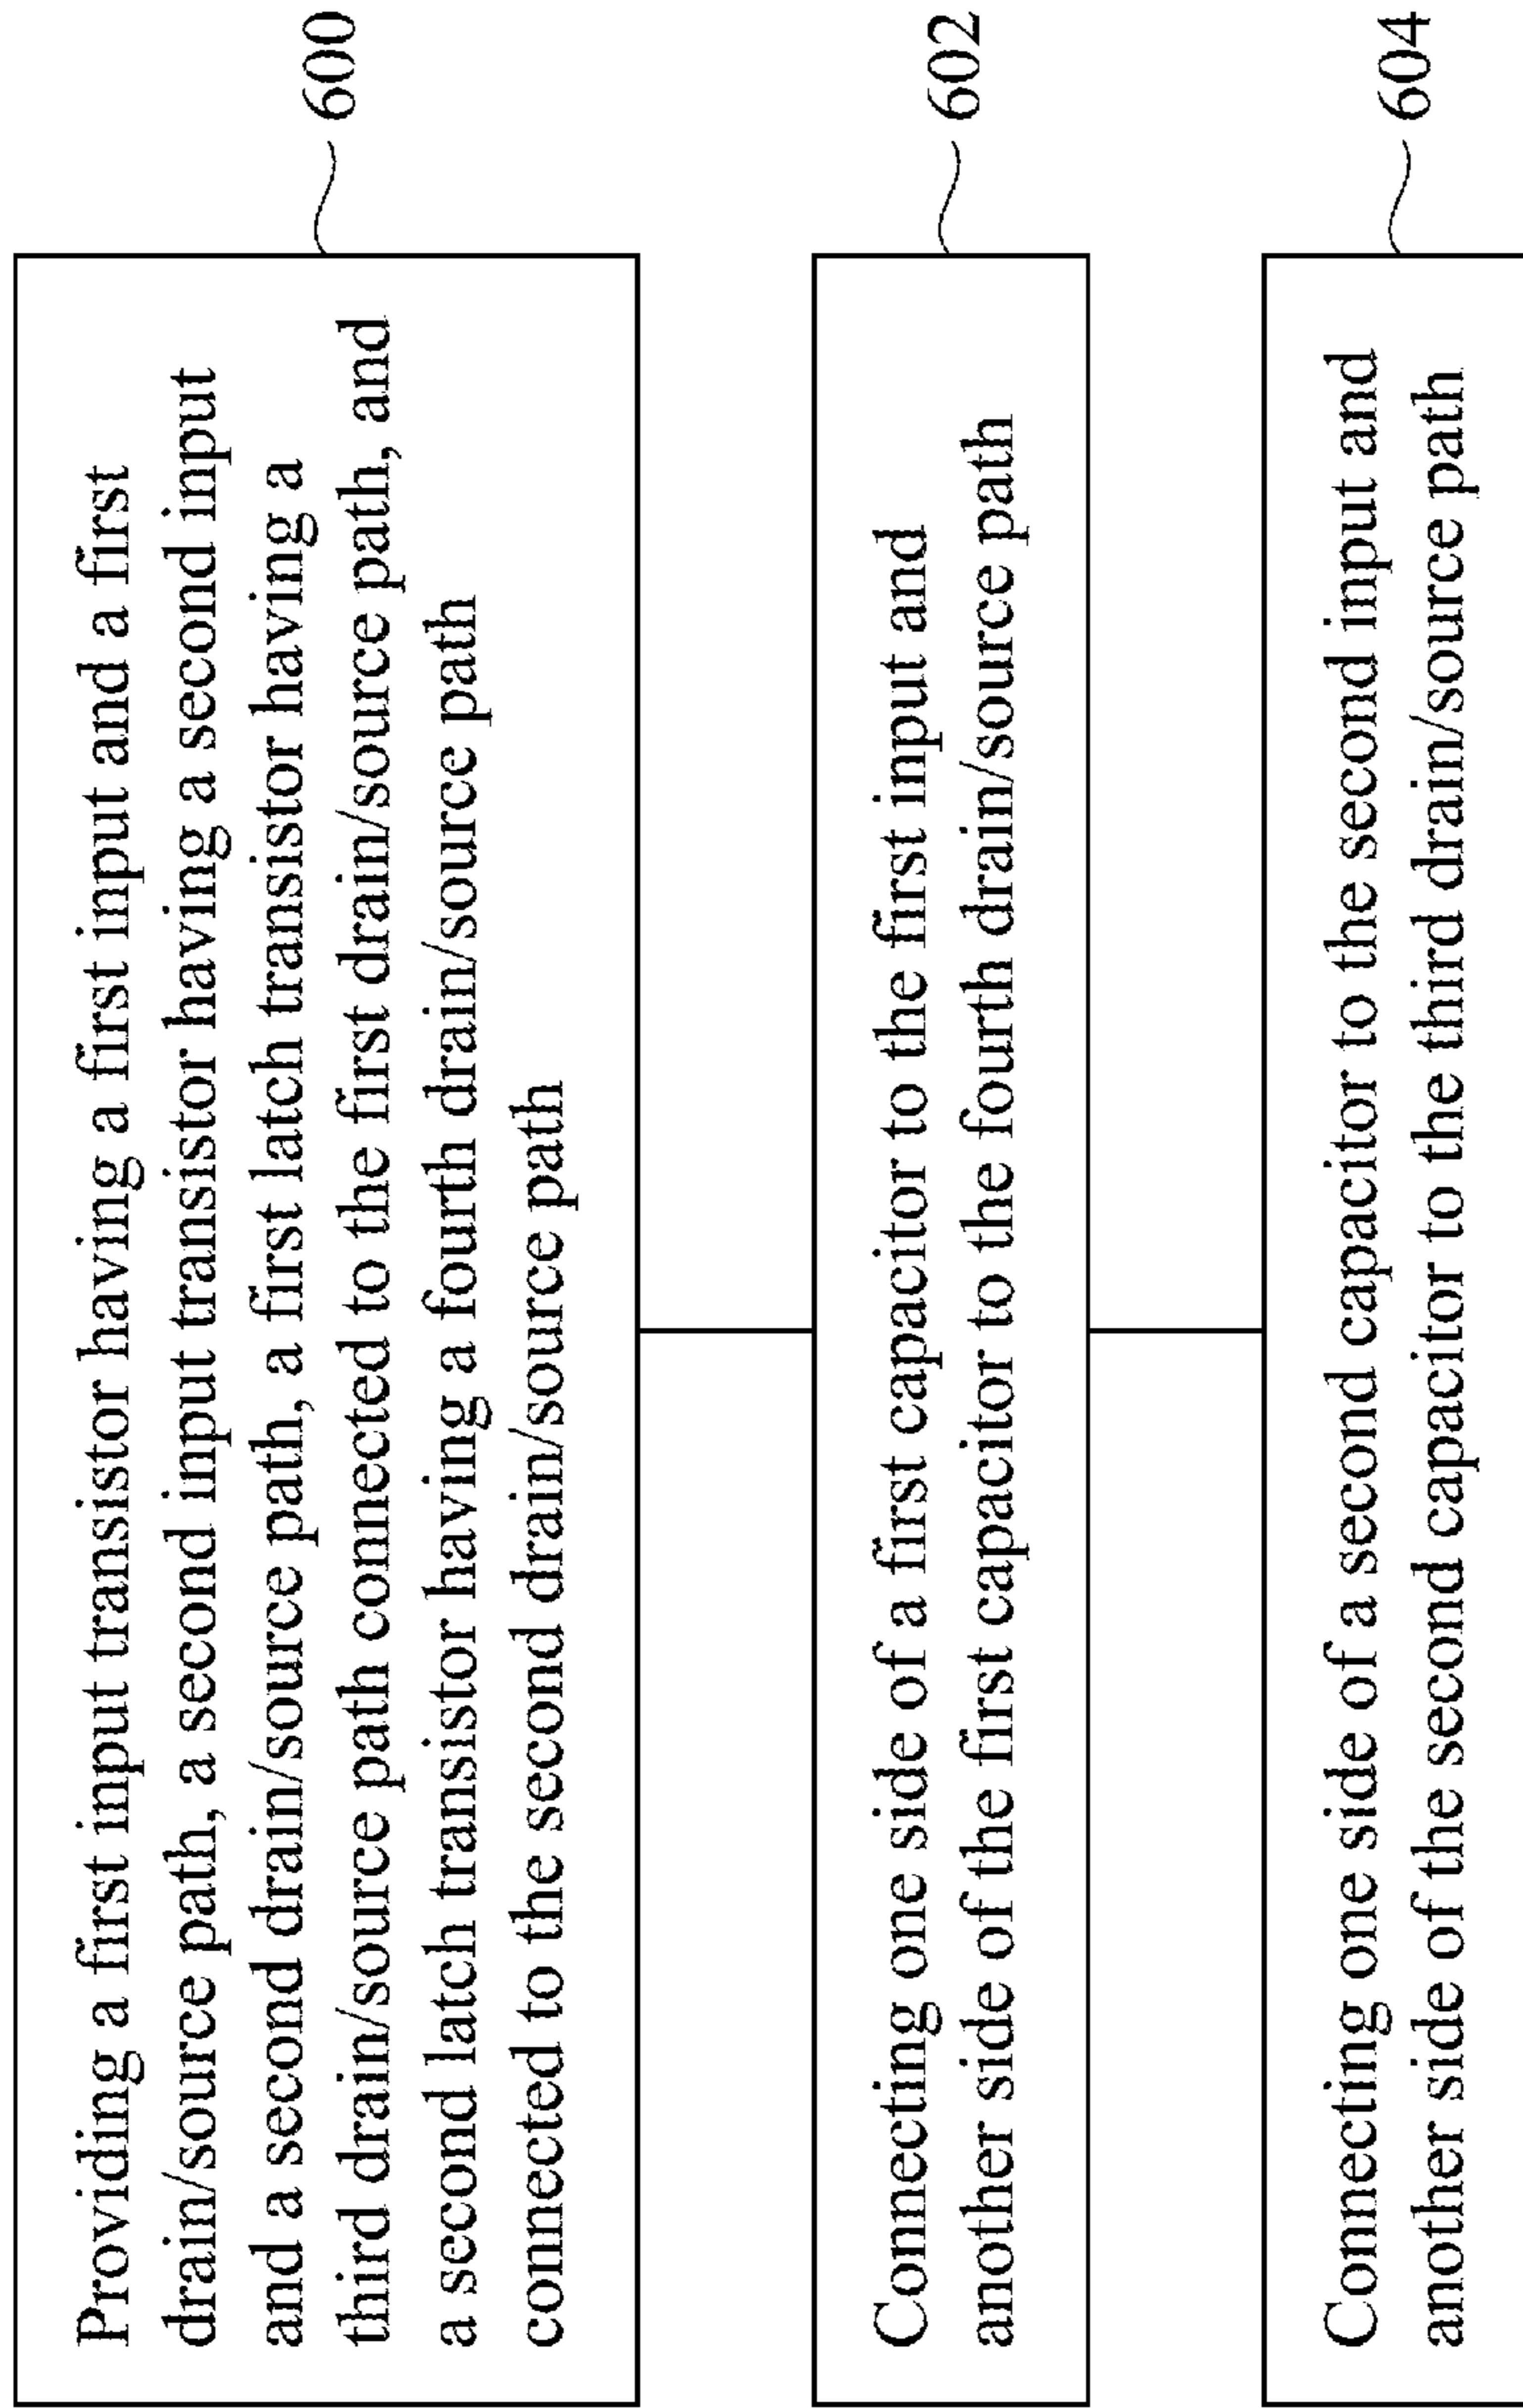 Providing a first input transistor having a first input and a first
drain/source path, a second input transistor having a second input
and a second drain/source path, a first latch transistor having a
third drain/source path connected to the first drain/source path, and
a second latch transistor having a fourth drain/source path
connected to the second drain/source path
600
Connecting one side of a first capacitor to the first input and
another side of the first capacitor to the fourth drain/source path
602
Connecting one side of a second capacitor to the second input and
another side of the second capacitor to the third drain/source path
604